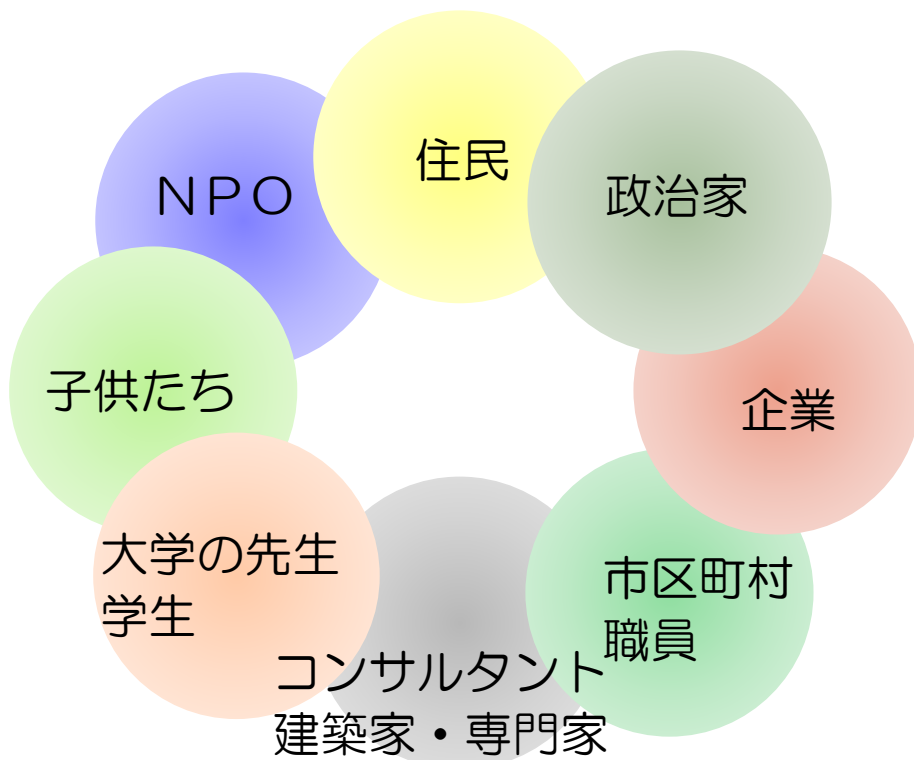 住民
ＮＰＯ
政治家
子供たち
企業
大学の先生
学生
市区町村
職員
コンサルタント
建築家・専門家